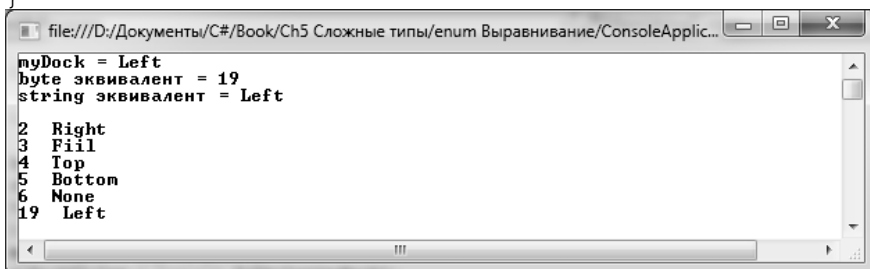 }
file:///D:/Документы/C#/Book/Ch5 Сложные типы/enum Выравнивание/ConsoleApplic...
myDock = Left
byte эквивалент = 19
string эквивалент = Left
2 Right
3 Fiil
4 Top
5 Bottom
6 None
19 Left